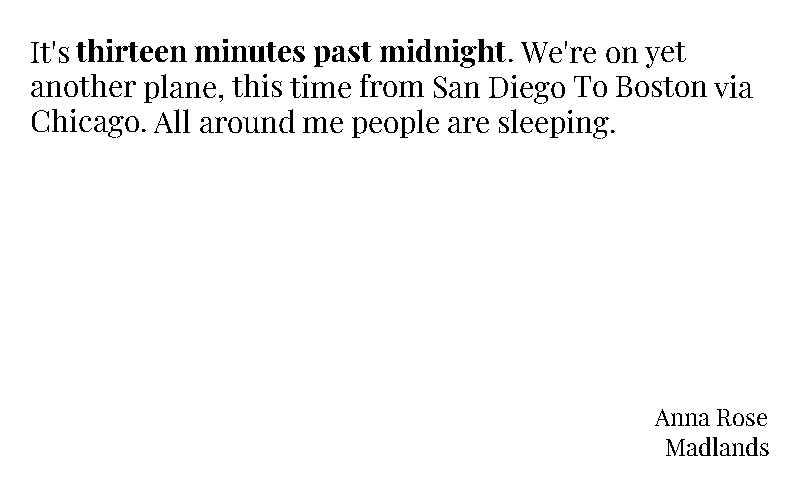 It's thirteen minutes past midnight. We're on yet
another plane, this time from San Diego To Boston via
Chicago. All around me people are sleeping.
Anna Rose
Madlands